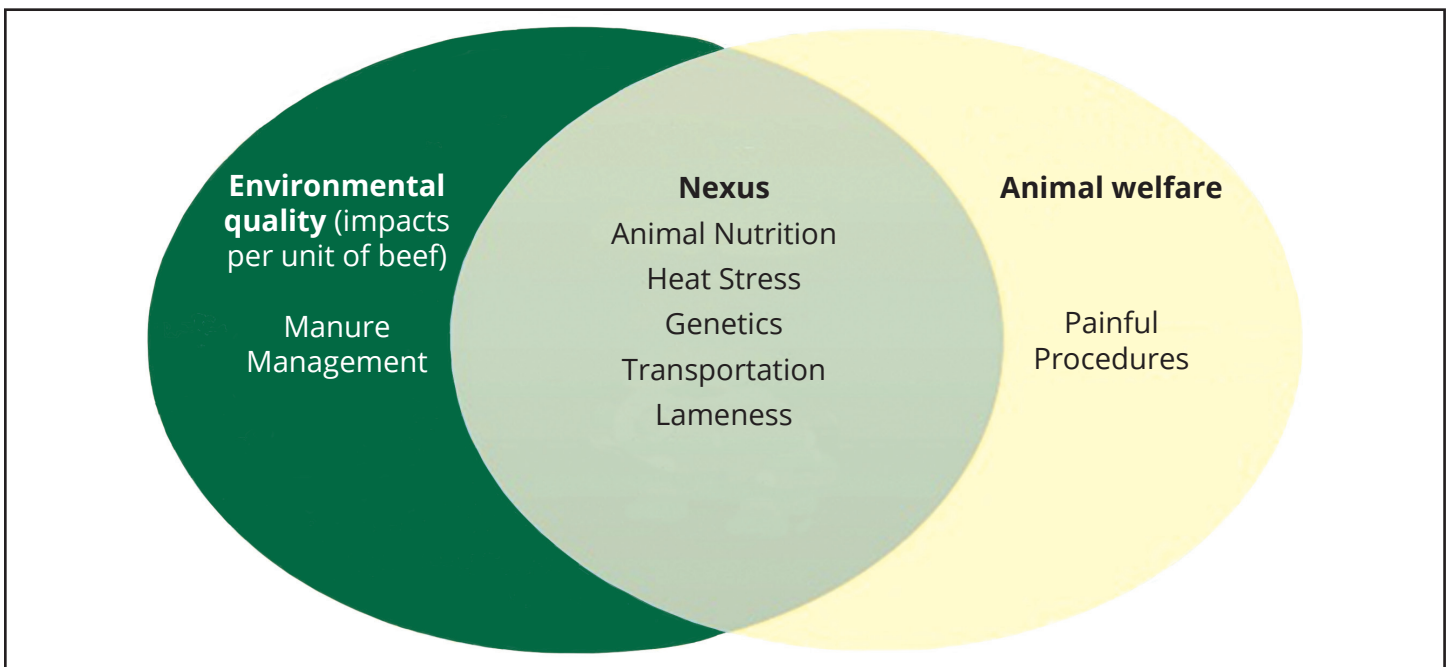 Environmental
quality (impacts
per unit of beef)
Manure
Management
Nexus
Animal Nutrition
Heat Stress
Genetics
Transportation
Lameness
Animal welfare
Painful
Procedures